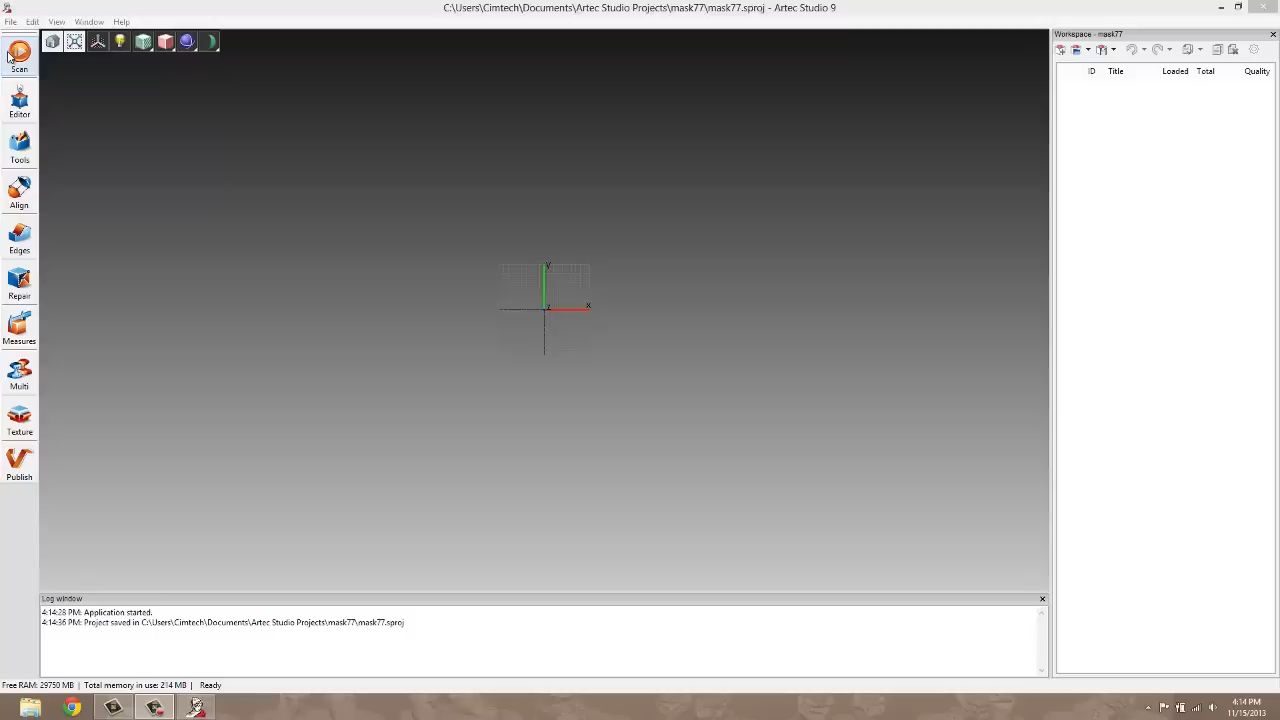 C:\Users\Cimtech\Documents\Artec Studio Projects\mask77\mask77.sproj - Artec Studio 9
File Edit View Window Help
Workspace - mask77
Scan
ID Title Loaded Total Quality
Editor
Tools
Align
Edges
y
z x
Repair
Measures
Multi
Texture
Publish
Log window
4:14:28 PM: Application started.
4:14:36 PM: Project saved in C:\Users\Cimtech\Documents\Artec Studio Projects\mask77\mask77.sproj
Free RAM: 29750 MB | Total memory in use: 214 MB | Ready
4:14 PM
11/15/2013